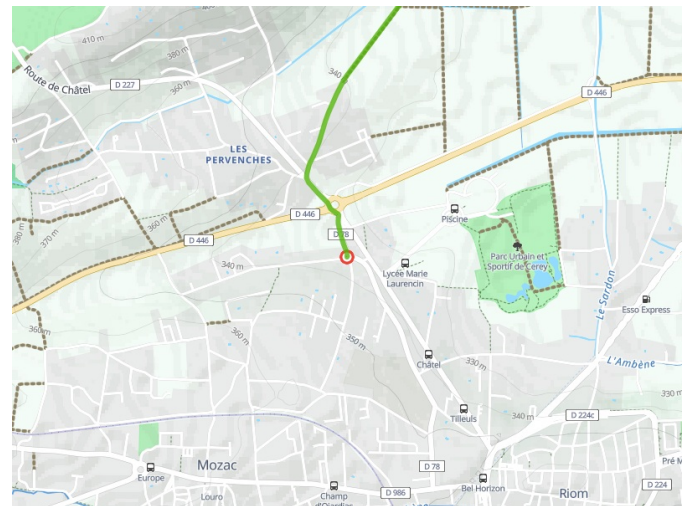 410 m
380 m
Route de Châtel
D 227
360 m
340
D 446
LES
PERVENCHES
D 446
Piscine
360 m
D 446
D 78
370 m
380 m
340 m
Lycée Marie
Laurencin
Parc Urbain et
Sportif de Cerey
Le Sardon
Esso Express
360 m
360 m
350 m
Châtel
330 m
L'Ambène
330 m
Tilleuls
340 m
D 224c
Mozac
Europe
D 78
Pré M
Louro
Champ
d'Ojardias
D 986
Bel Horizon
Riom
D 224